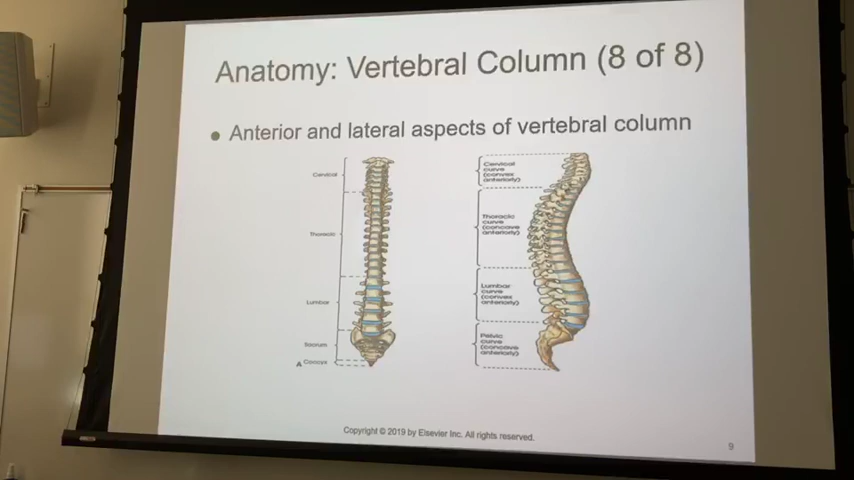 Anatomy: Vertebral Column (8 of 8)
● Anterior and lateral aspects of vertebral column
Cervical
Thoracic
Lumbar
Sacrum
A Coccyx
Cervical
curve
(convex
anteriorly)
Thoracic
curve
(concave
anteriorly)
Lumbar
curve
(convex
anteriorly)
Pelvic
curve
(concave
anteriorly)
Copyright © 2019 by Elsevier Inc. All rights reserved.
9